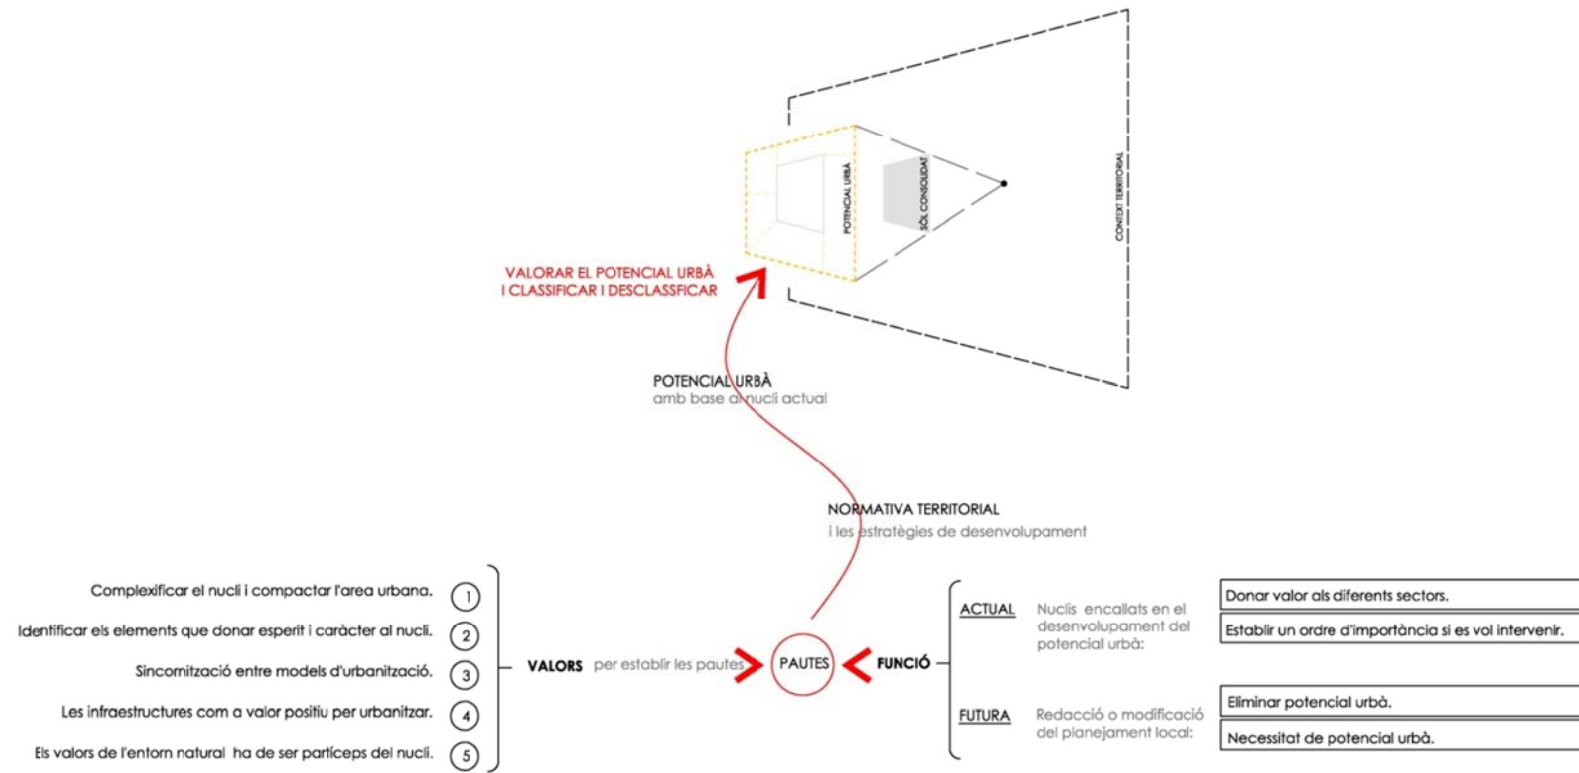 CONTEXT TERRITORIAL
POTENCIAL URBÀ
SÒL CONSOLIDAT
VALORAR EL POTENCIAL URBÀ
I CLASSIFICAR I DESCLASSFICAR
POTENCIAL URBÀ
amb base al nucli actual
NORMATIVA TERRITORIAL
i les estratègies de desenvolupament
Complexificar el nucli i compactar l'area urbana.
1
Identificar els elements que donar esperit i caràcter al nucli.
2
Sincornització entre models d'urbanització.
3
Les infraestructures com a valor positiu per urbanitzar.
4
Els valors de l'entorn natural ha de ser partíceps del nucli.
5
VALORS per establir les pautes
PAUTES
FUNCIÓ
ACTUAL
Nuclis encallats en el
desenvolupament del
potencial urbà:
Donar valor als diferents sectors.
Establir un ordre d'importància si es vol intervenir.
FUTURA
Redacció o modificació
del planejament local:
Eliminar potencial urbà.
Necessitat de potencial urbà.